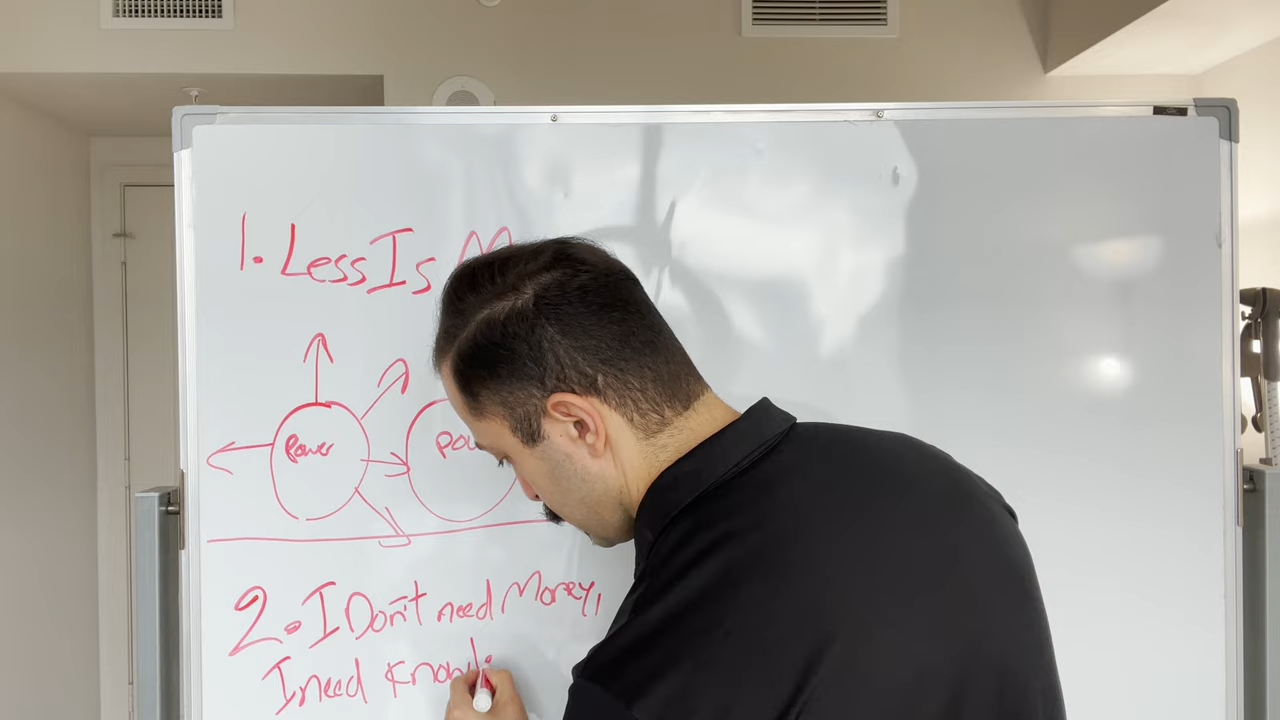 1. Less Is M
Power
pow
2. I Don't need Money,
I need Knowl